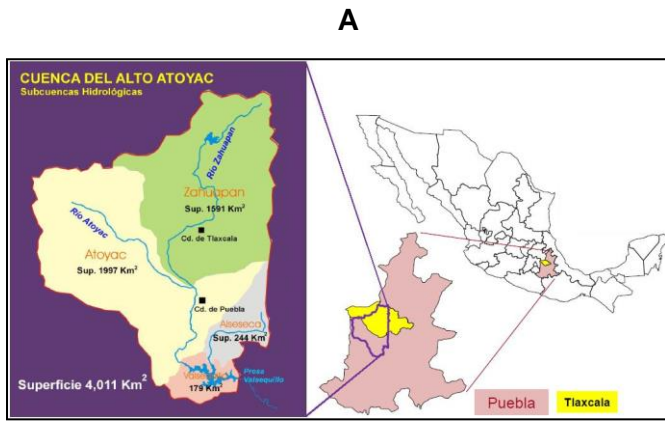 A
CUENCA DEL ALTO ATOYAC
Subcuencas Hidrológicas
Río Zahuapan
Zahuapan
Sup. 1591 Km²
Río Atoyac
Cd. de Tlaxcala
Atoyac
Sup. 1997 Km²
Cd. de Puebla
Alseseca
Sup. 244 Km²
Presa
Valsequillo
179 Km²
Superficie 4,011 Km²
Puebla
Tlaxcala